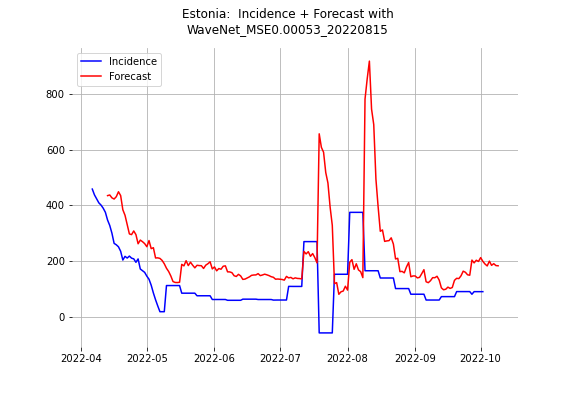 Estonia: Incidence + Forecast with
WaveNet_MSE0.00053_20220815
Incidence
Forecast
800
600
400
200
0
2022-04 2022-05 2022-06 2022-07 2022-08 2022-09 2022-10